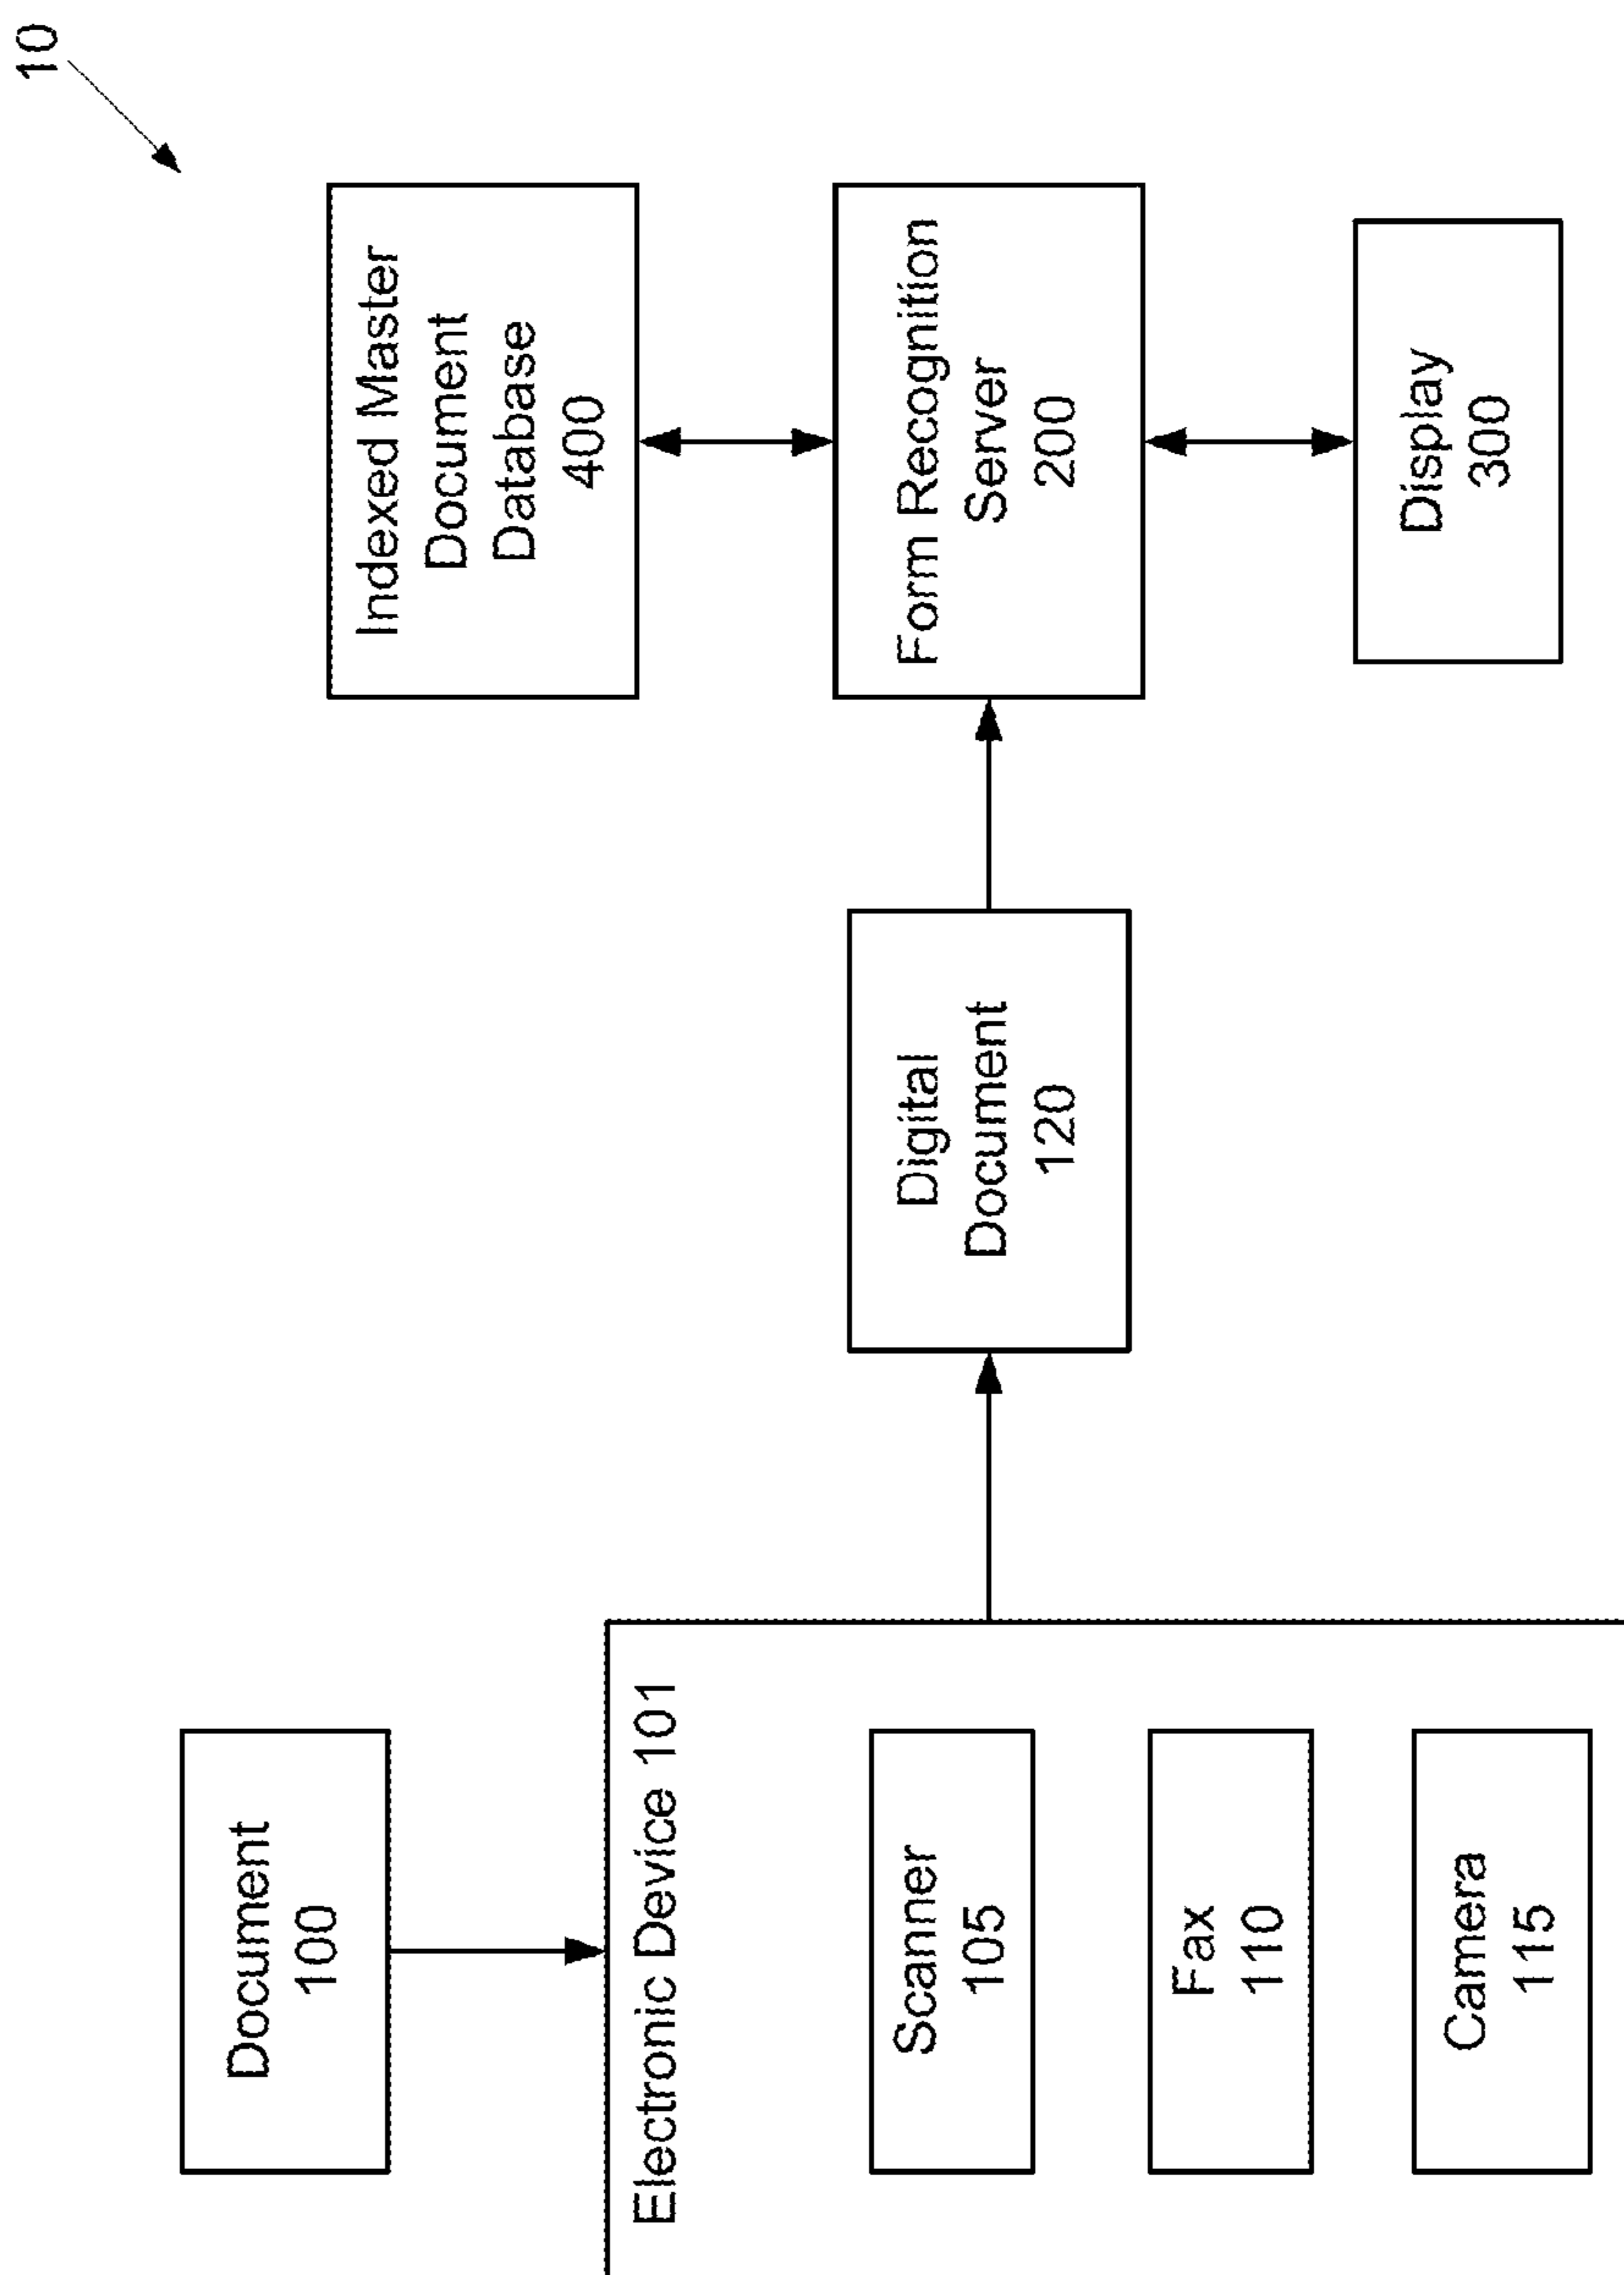 10
Document
100
Electronic Device 101
Scanner
105
Fax
110
Camera
115
Digital
Document
120
Indexed Master
Document
Database
400
Form Recognition
Server
200
Display
300